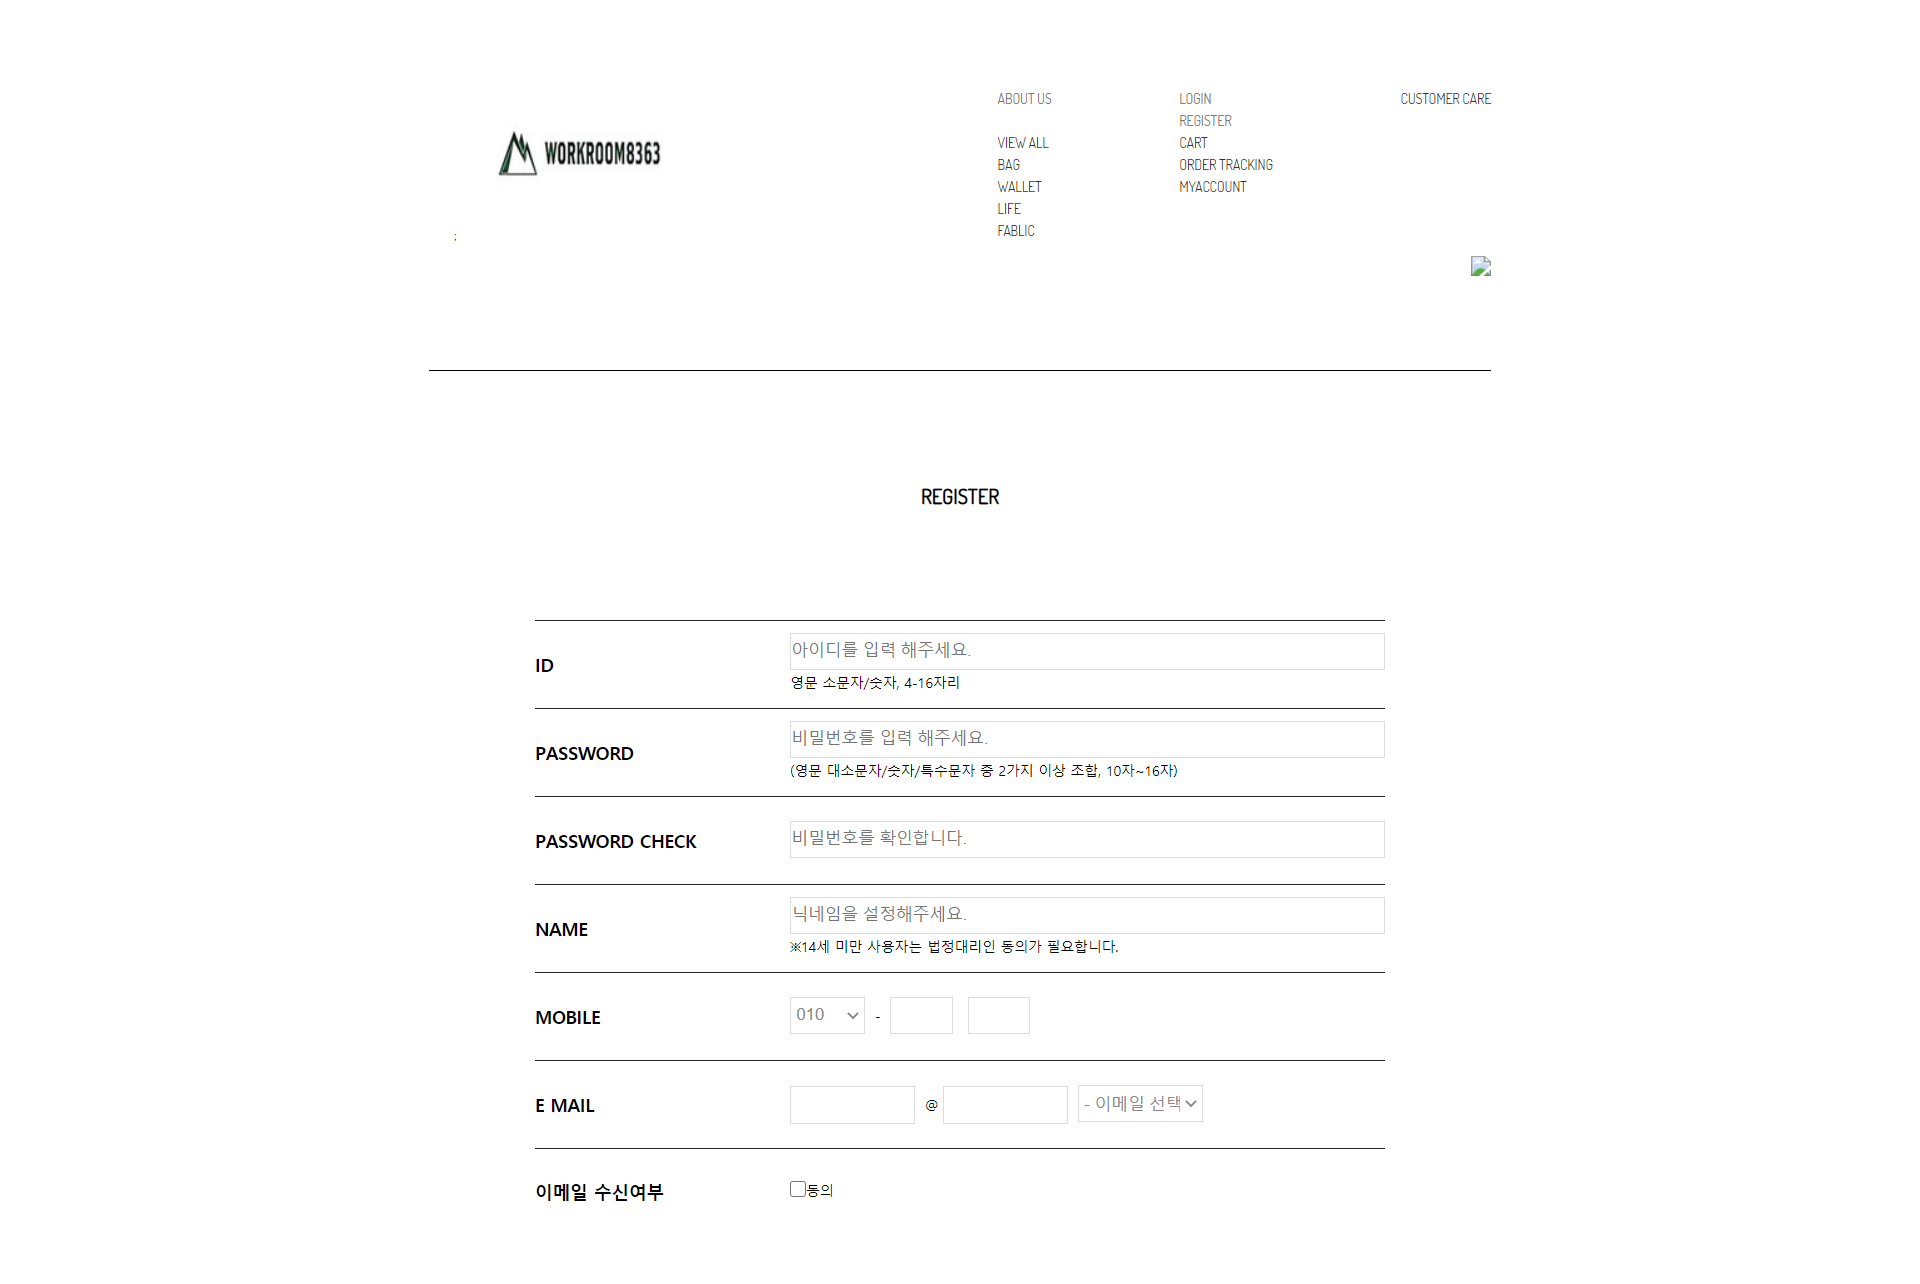 WORKROOM8363
;
ABOUT US
VIEW ALL
BAG
WALLET
LIFE
FABLIC
LOGIN
REGISTER
CART
ORDER TRACKING
MYACCOUNT
CUSTOMER CARE
REGISTER
ID
아이디를 입력 해주세요.
영문 소문자/숫자, 4-16자리
PASSWORD
비밀번호를 입력 해주세요.
(영문 대소문자/숫자/특수문자 중 2가지 이상 조합, 10자~16자)
PASSWORD CHECK
비밀번호를 확인합니다.
NAME
닉네임을 설정해주세요.
※14세 미만 사용자는 법정대리인 동의가 필요합니다.
MOBILE
010 -
E MAIL
@ - 이메일 선택
이메일 수신여부
동의